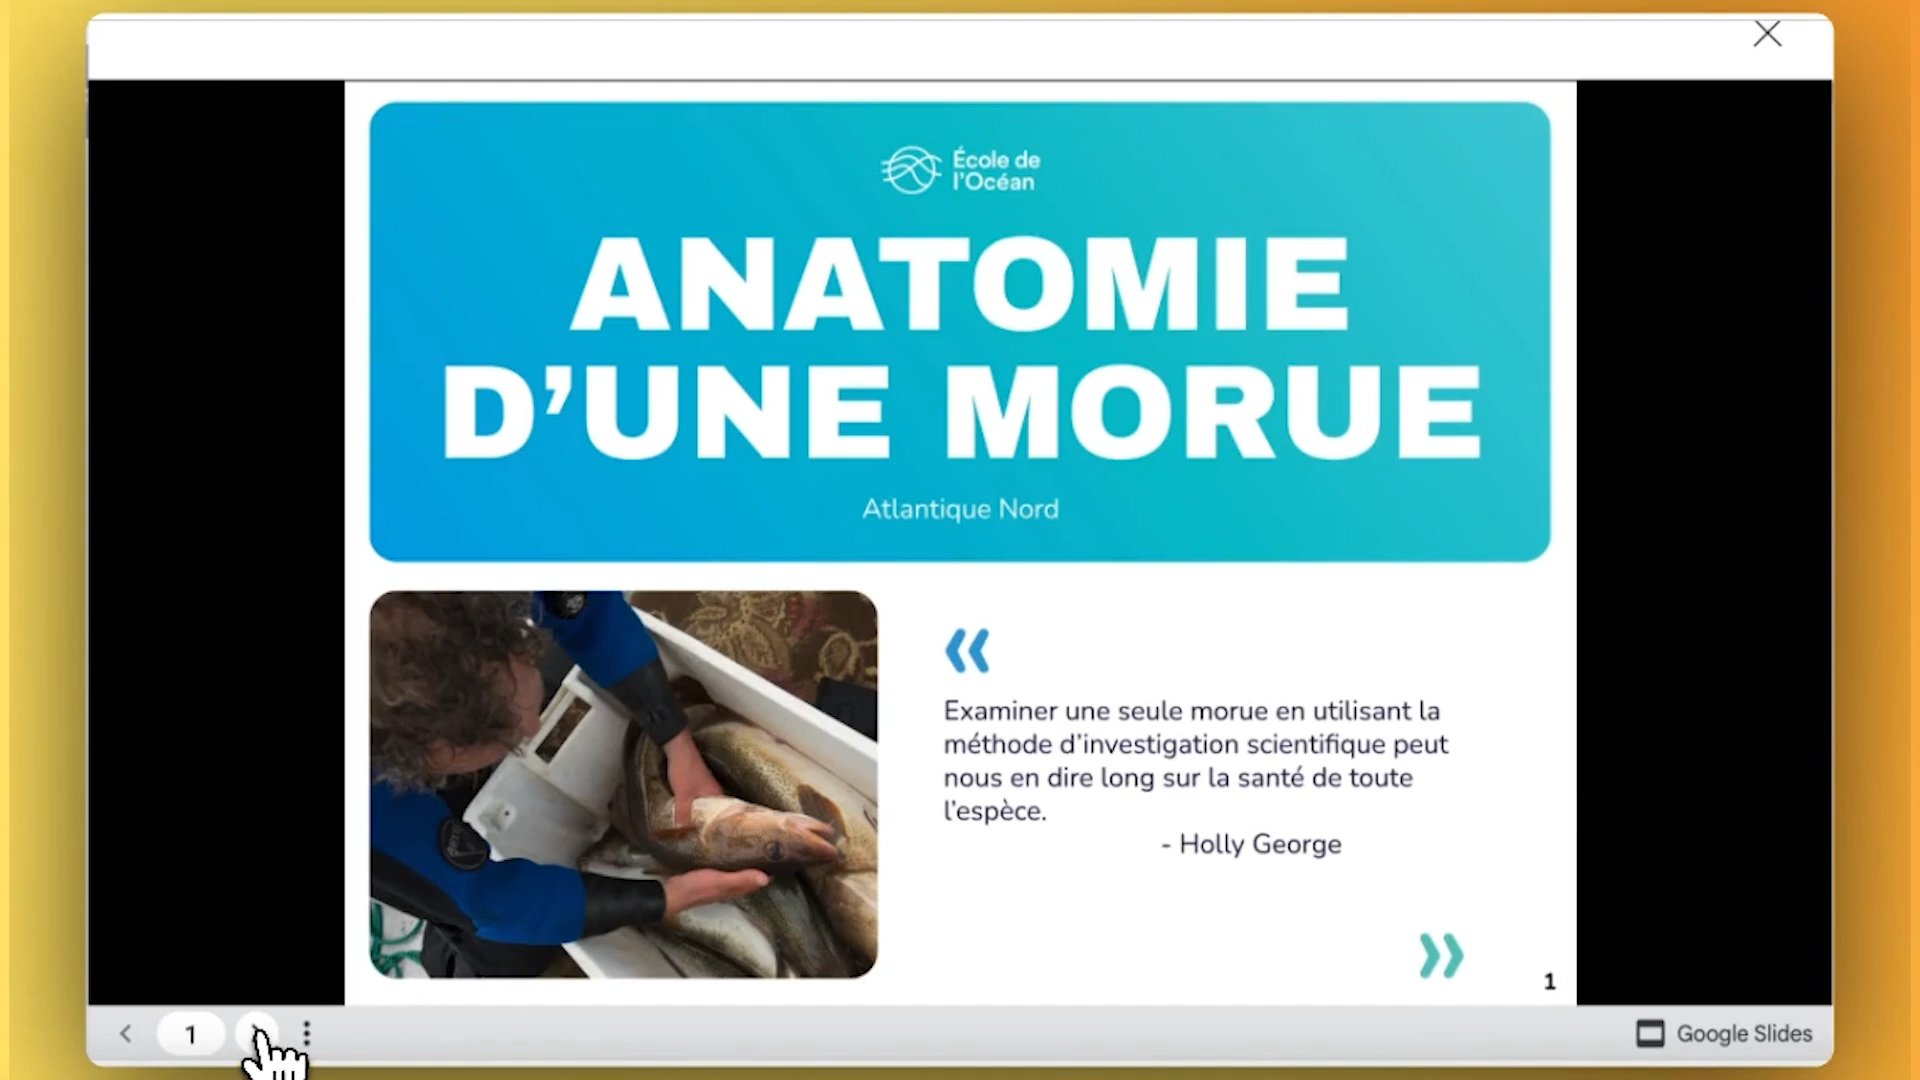 École de
l'Océan
ANATOMIE
D'UNE MORUE
Atlantique Nord
«
Examiner une seule morue en utilisant la
méthode d'investigation scientifique peut
nous en dire long sur la santé de toute
l'espèce.
- Holly George
»
1
1
Google Slides